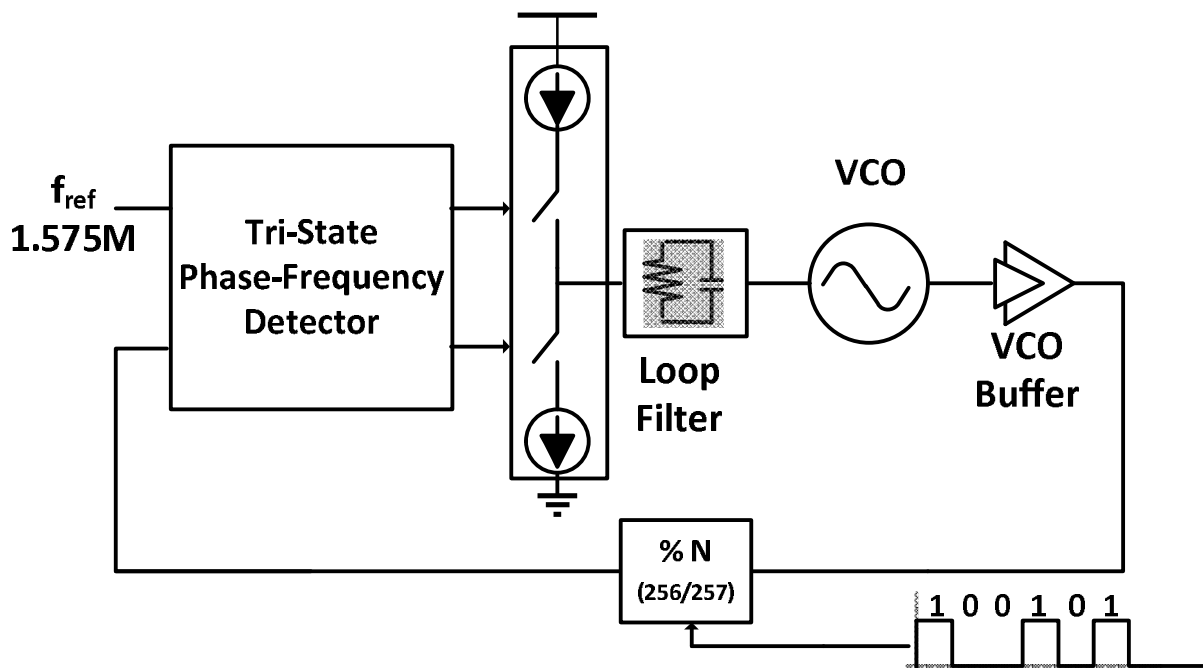 f_ref
1.575M
Tri-State
Phase-Frequency
Detector
VCO
Loop
Filter
VCO
Buffer
% N
(256/257)
1 0 0 1 0 1